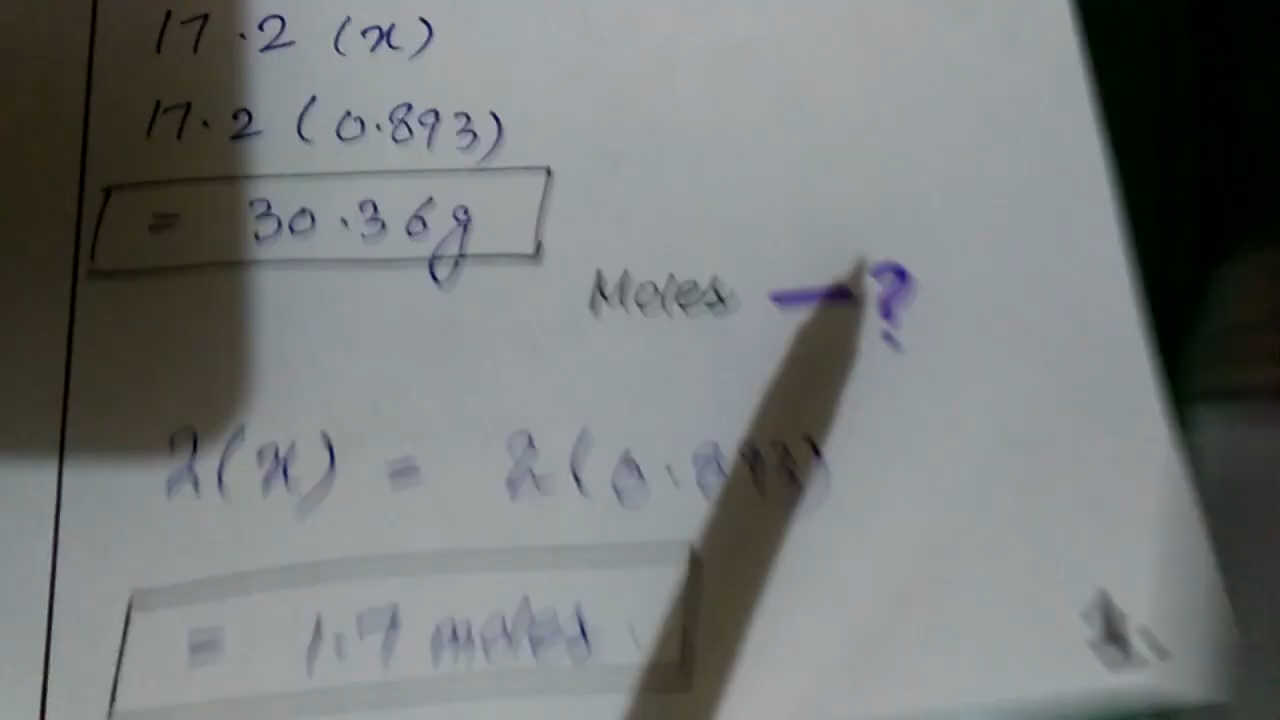 17.2 (x)
17.2 (0.893)
= 30.36g
Moles — ?
2(x) = 2(0.893)
= 1.7 moles.